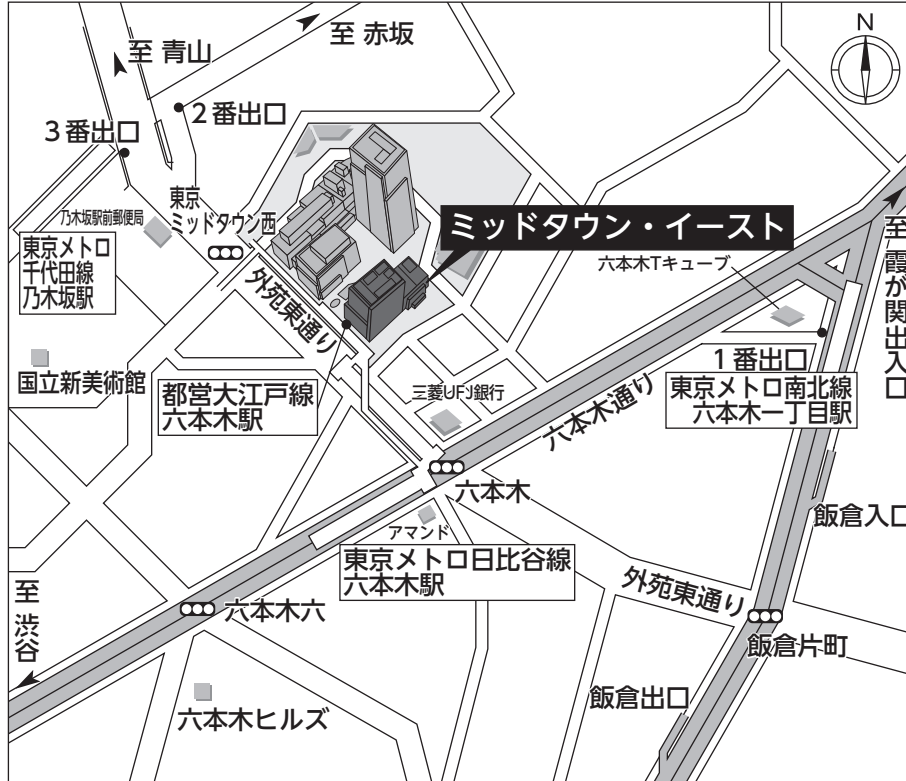 N
至 青山
至 赤坂
2番出口
3番出口
東京
ミッドタウン西
乃木坂駅前郵便局
東京メトロ
千代田線
乃木坂駅
ミッドタウン・イースト
六本木Tキューブ
至 霞が関出入口
外苑東通り
国立新美術館
都営大江戸線
六本木駅
三菱UFJ銀行
六本木通り
1番出口
東京メトロ南北線
六本木一丁目駅
六本木
飯倉入口
アマンド
東京メトロ日比谷線
六本木駅
外苑東通り
至 渋谷
六本木六
飯倉片町
飯倉出口
六本木ヒルズ